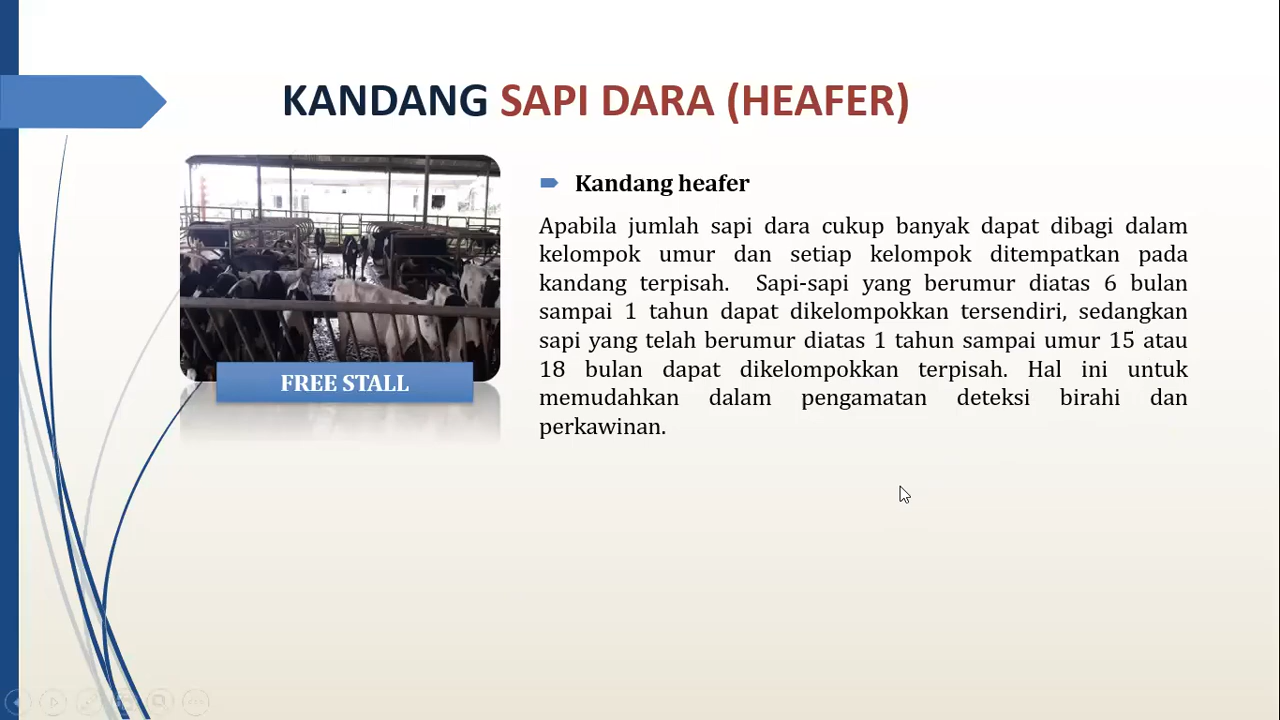 KANDANG SAPI DARA (HEAFER)
FREE STALL
Kandang heafer
Apabila jumlah sapi dara cukup banyak dapat dibagi dalam
kelompok umur dan setiap kelompok ditempatkan pada
kandang terpisah. Sapi-sapi yang berumur diatas 6 bulan
sampai 1 tahun dapat dikelompokkan tersendiri, sedangkan
sapi yang telah berumur diatas 1 tahun sampai umur 15 atau
18 bulan dapat dikelompokkan terpisah. Hal ini untuk
memudahkan dalam pengamatan deteksi birahi dan
perkawinan.